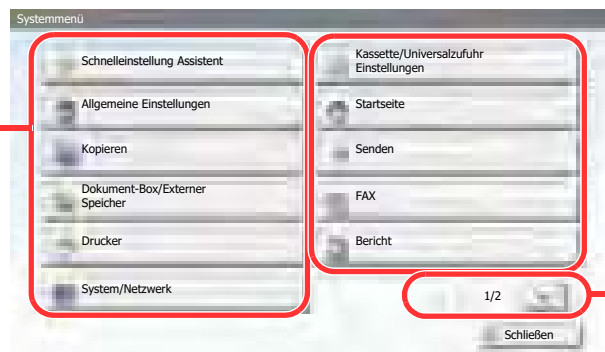 Systemmenü
Schnelleinstellung Assistent
Kassette/Universalzufuhr
Einstellungen
Allgemeine Einstellungen
Startseite
Kopieren
Senden
Dokument-Box/Externer
Speicher
FAX
Drucker
Bericht
System/Netzwerk
1/2
Schließen